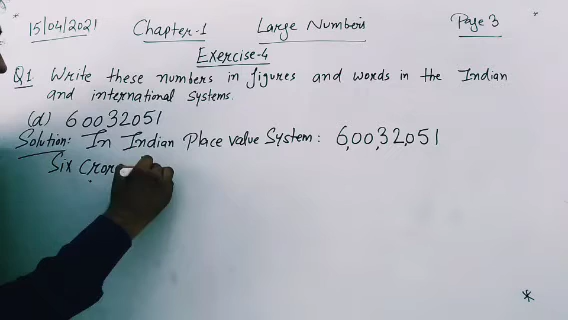 15/04/2021 Chapter-1 Large Numbers Page 3
Exercise-4
Q1 Write these numbers in figures and words in the Indian
and international systems.
(d) 60032051
Solution: In Indian Place value System: 6,00,32,051
Six Cror